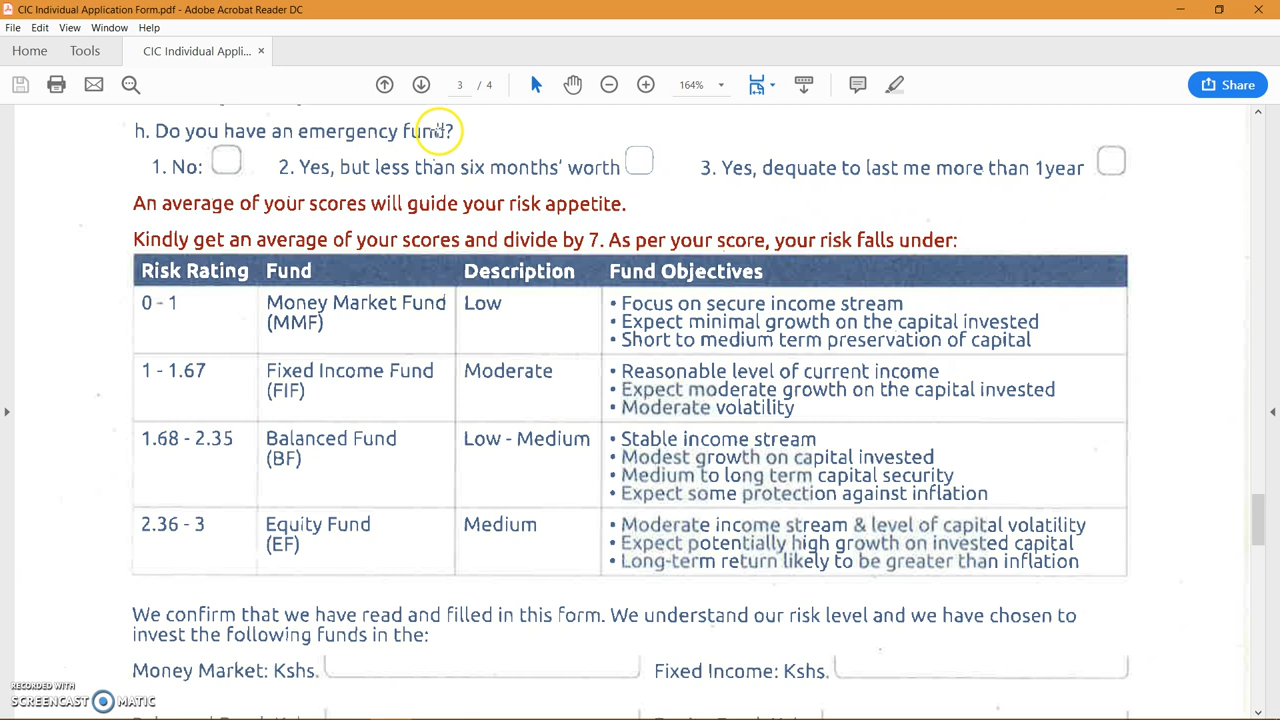 CIC Individual Application Form.pdf - Adobe Acrobat Reader DC
File Edit View Window Help
Home Tools CIC Individual Appli... ×
3 / 4 164% Share
h. Do you have an emergency fund?
1. No: 2. Yes, but less than six months' worth 3. Yes, dequate to last me more than 1year
An average of your scores will guide your risk appetite.
Kindly get an average of your scores and divide by 7. As per your score, your risk falls under:
Risk Rating Fund Description Fund Objectives
0 - 1 Money Market Fund (MMF) Low • Focus on secure income stream
• Expect minimal growth on the capital invested
• Short to medium term preservation of capital
1 - 1.67 Fixed Income Fund (FIF) Moderate • Reasonable level of current income
• Expect moderate growth on the capital invested
• Moderate volatility
1.68 - 2.35 Balanced Fund (BF) Low - Medium • Stable income stream
• Modest growth on capital invested
• Medium to long term capital security
• Expect some protection against inflation
2.36 - 3 Equity Fund (EF) Medium • Moderate income stream & level of capital volatility
• Expect potentially high growth on invested capital
• Long-term return likely to be greater than inflation
We confirm that we have read and filled in this form. We understand our risk level and we have chosen to
invest the following funds in the:
Money Market: Kshs. Fixed Income: Kshs.
RECORDED WITH
SCREENCAST MATIC